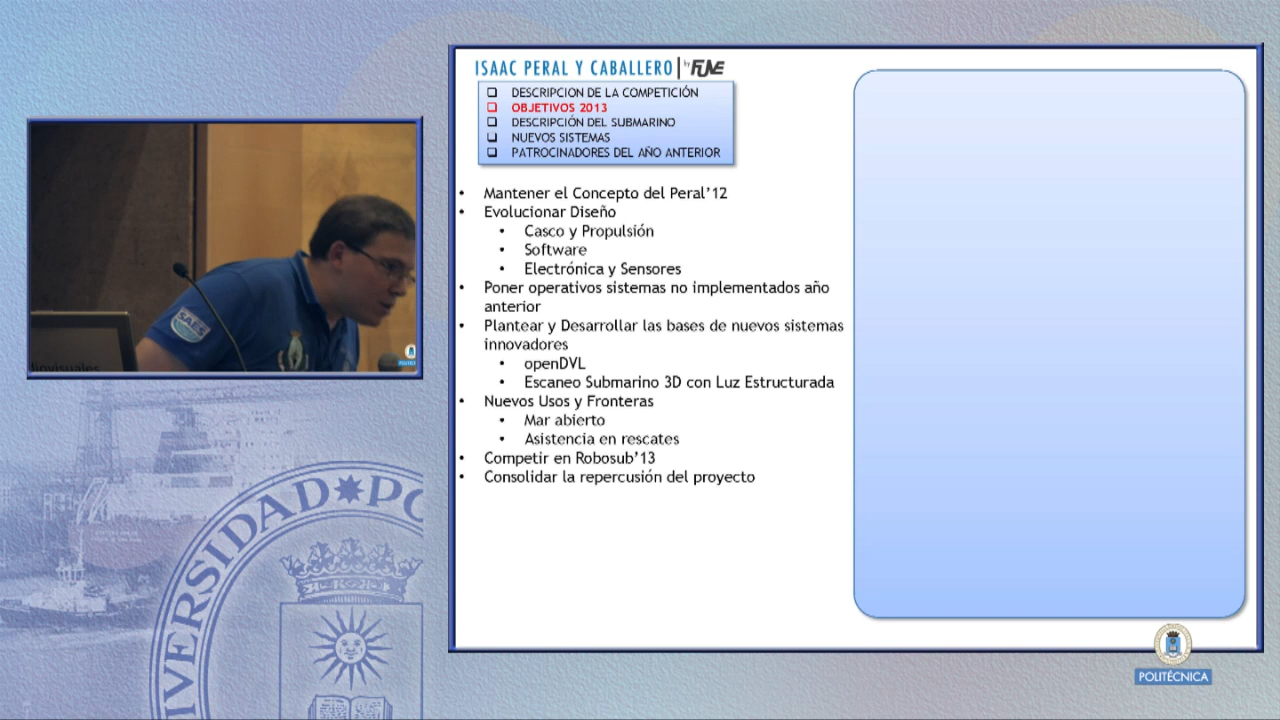 ISAAC PERAL Y CABALLERO | by FUVE
❑ DESCRIPCION DE LA COMPETICIÓN
❑ OBJETIVOS 2013
❑ DESCRIPCIÓN DEL SUBMARINO
❑ NUEVOS SISTEMAS
❑ PATROCINADORES DEL AÑO ANTERIOR
• Mantener el Concepto del Peral’12
• Evolucionar Diseño
• Casco y Propulsión
• Software
• Electrónica y Sensores
• Poner operativos sistemas no implementados año
anterior
• Plantear y Desarrollar las bases de nuevos sistemas
innovadores
• openDVL
• Escaneo Submarino 3D con Luz Estructurada
• Nuevos Usos y Fronteras
• Mar abierto
• Asistencia en rescates
• Competir en Robosub’13
• Consolidar la repercusión del proyecto
SAES
POLITÉCNICA